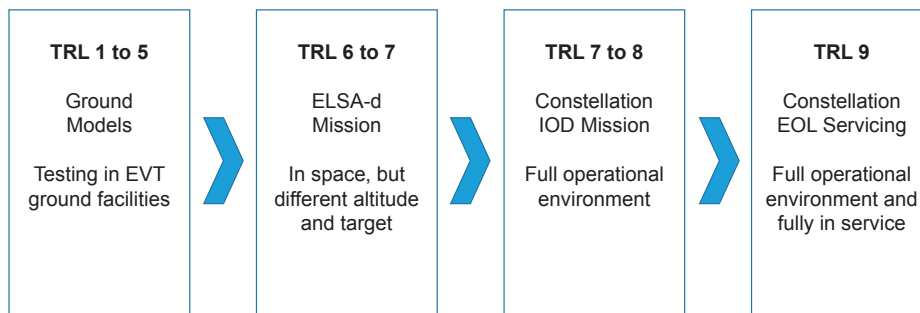 TRL 1 to 5
Ground
Models
Testing in EVT
ground facilities
TRL 6 to 7
ELSA-d
Mission
In space, but
different altitude
and target
TRL 7 to 8
Constellation
IOD Mission
Full operational
environment
TRL 9
Constellation
EOL Servicing
Full operational
environment and
fully in service